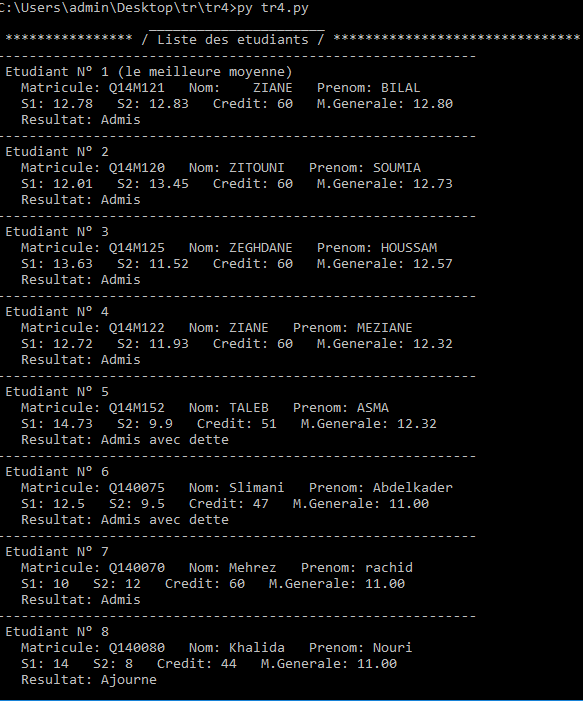 C:\Users\admin\Desktop\tr\tr4>py tr4.py
**************** / Liste des etudiants / *******************************
-----------------------------------------------------------
Etudiant N° 1 (le meilleure moyenne)
Matricule: Q14M121   Nom:    ZIANE   Prenom: BILAL
S1: 12.78   S2: 12.83   Credit: 60   M.Generale: 12.80
Resultat: Admis
-----------------------------------------------------------
Etudiant N° 2
Matricule: Q14M120   Nom: ZITOUNI   Prenom: SOUMIA
S1: 12.01   S2: 13.45   Credit: 60   M.Generale: 12.73
Resultat: Admis
-----------------------------------------------------------
Etudiant N° 3
Matricule: Q14M125   Nom: ZEGHDANE   Prenom: HOUSSAM
S1: 13.63   S2: 11.52   Credit: 60   M.Generale: 12.57
Resultat: Admis
-----------------------------------------------------------
Etudiant N° 4
Matricule: Q14M122   Nom: ZIANE   Prenom: MEZIANE
S1: 12.72   S2: 11.93   Credit: 60   M.Generale: 12.32
Resultat: Admis
-----------------------------------------------------------
Etudiant N° 5
Matricule: Q14M152   Nom: TALEB   Prenom: ASMA
S1: 14.73   S2: 9.9   Credit: 51   M.Generale: 12.32
Resultat: Admis avec dette
-----------------------------------------------------------
Etudiant N° 6
Matricule: Q140075   Nom: Slimani   Prenom: Abdelkader
S1: 12.5   S2: 9.5   Credit: 47   M.Generale: 11.00
Resultat: Admis avec dette
-----------------------------------------------------------
Etudiant N° 7
Matricule: Q140070   Nom: Mehrez   Prenom: rachid
S1: 10   S2: 12   Credit: 60   M.Generale: 11.00
Resultat: Admis
-----------------------------------------------------------
Etudiant N° 8
Matricule: Q140080   Nom: Khalida   Prenom: Nouri
S1: 14   S2: 8   Credit: 44   M.Generale: 11.00
Resultat: Ajourne